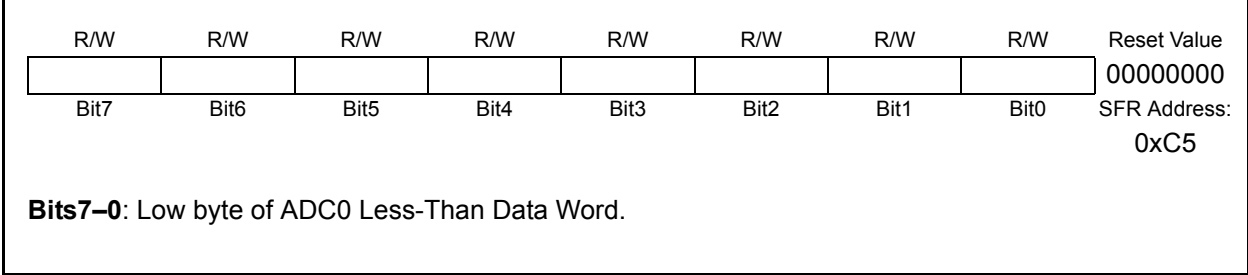 R/W R/W R/W R/W R/W R/W R/W R/W Reset Value
00000000
Bit7 Bit6 Bit5 Bit4 Bit3 Bit2 Bit1 Bit0 SFR Address:
0xC5
Bits7–0: Low byte of ADC0 Less-Than Data Word.